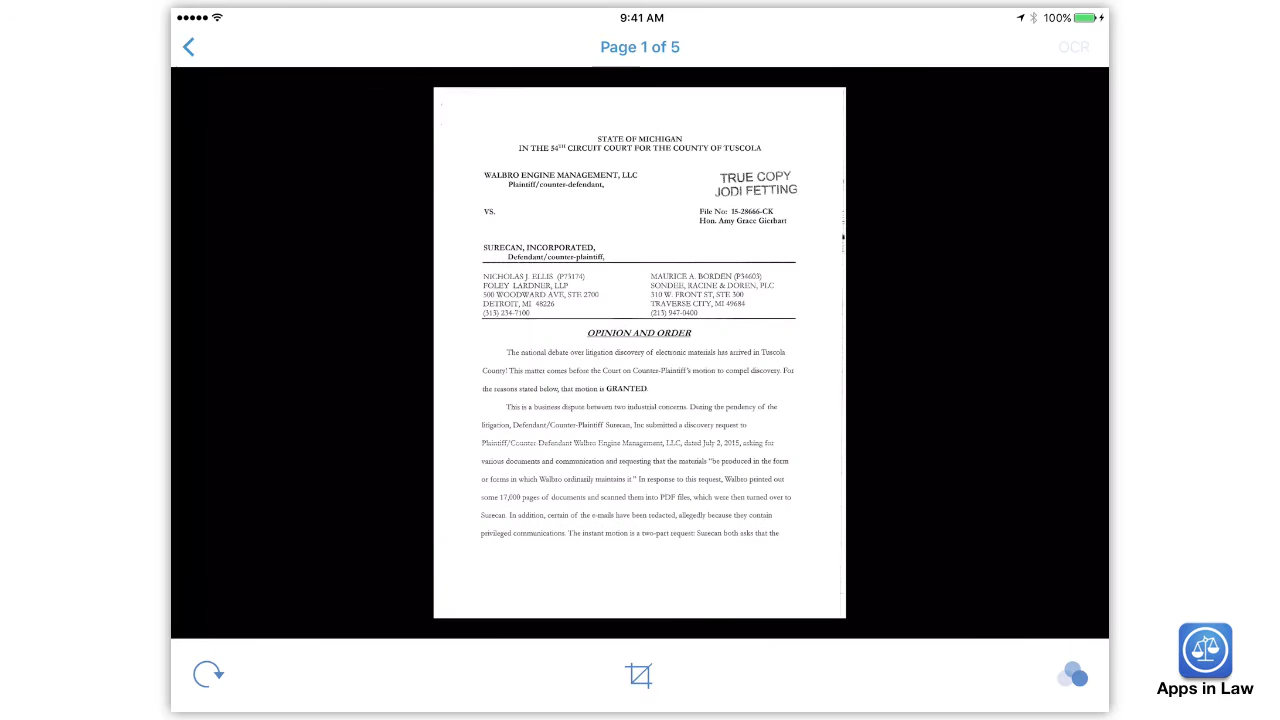 9:41 AM
100%
Page 1 of 5
OCR
STATE OF MICHIGAN
IN THE 54TH CIRCUIT COURT FOR THE COUNTY OF TUSCOLA
WALBRO ENGINE MANAGEMENT, LLC
Plaintiff/counter-defendant,
TRUE COPY
JODI FETTING
VS.
File No: 15-28666-CK
Hon. Amy Grace Gierhart
SURECAN, INCORPORATED,
Defendant/counter-plaintiff,
NICHOLAS J. ELLIS (P73174)
FOLEY LARDNER, LLP
500 WOODWARD AVE, STE 2700
DETROIT, MI 48226
(313) 234-7100
MAURICE A. BORDEN (P34603)
SONDEE, RACINE & DOREN, PLC
310 W. FRONT ST, STE 300
TRAVERSE CITY, MI 49684
(213) 947-0400
OPINION AND ORDER
The national debate over litigation discovery of electronic materials has arrived in Tuscola
County! This matter comes before the Court on Counter-Plaintiff's motion to compel discovery. For
the reasons stated below, that motion is GRANTED.
This is a business dispute between two industrial concerns. During the pendency of the
litigation, Defendant/Counter-Plaintiff Surecan, Inc submitted a discovery request to
Plaintiff/Counter-Defendant Walbro Engine Management, LLC, dated July 2, 2015, asking for
various documents and communication and requesting that the materials "be produced in the form
or forms in which Walbro ordinarily maintains it" In response to this request, Walbro printed out
some 17,000 pages of documents and scanned them into PDF files, which were then turned over to
Surecan. In addition, certain of the e-mails have been redacted, allegedly because they contain
privileged communications. The instant motion is a two-part request: Surecan both asks that the
Apps in Law